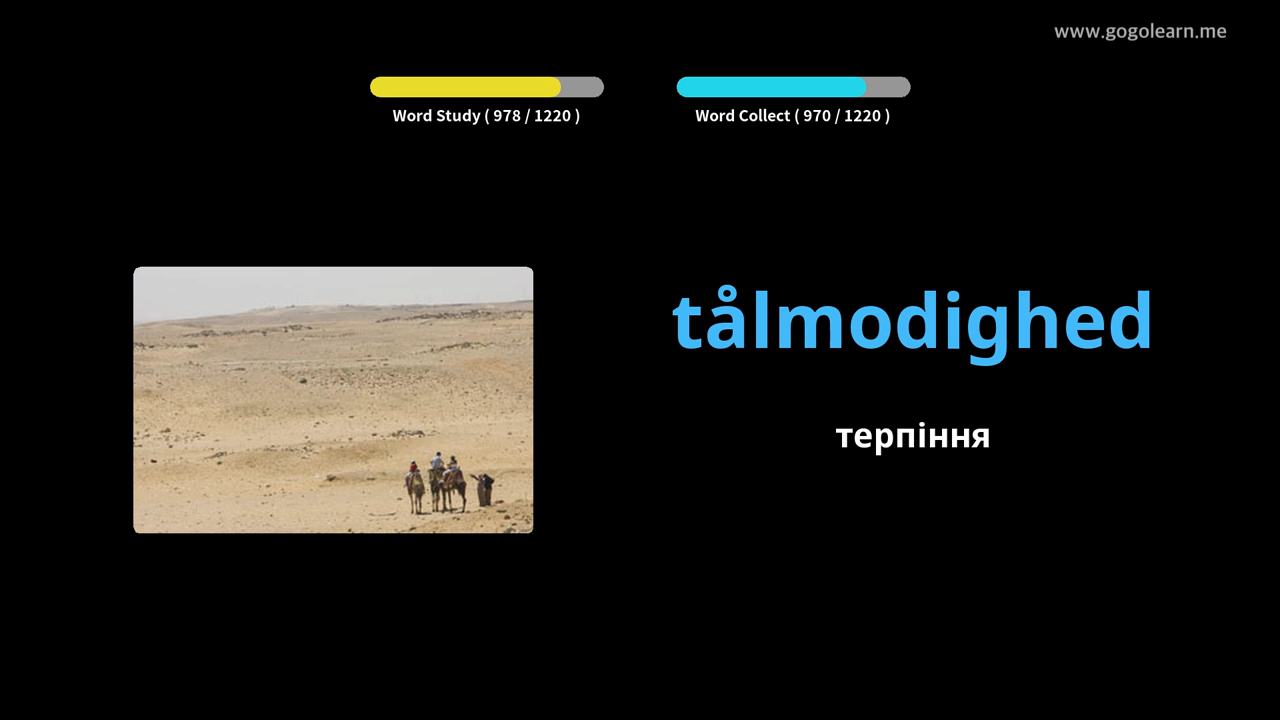 www.gogolearn.me
Word Study ( 978 / 1220 )
Word Collect ( 970 / 1220 )
tålmodighed
терпіння